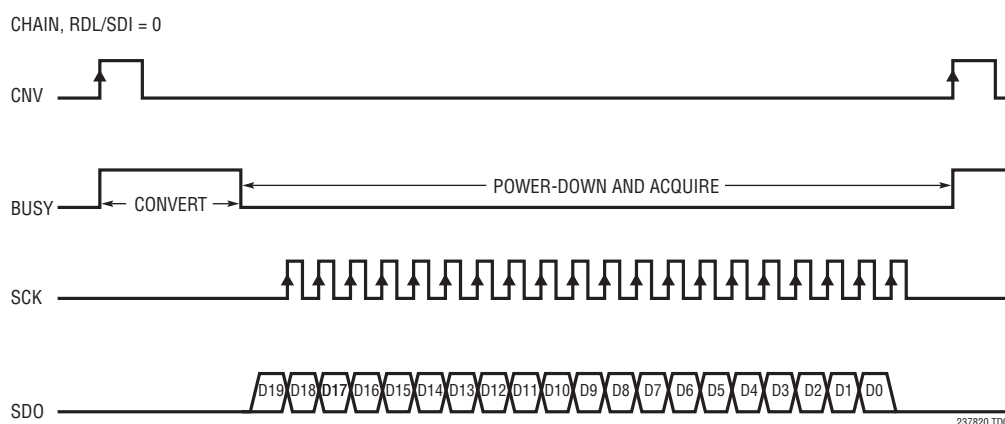 CHAIN, RDL/SDI = 0
CNV
POWER-DOWN AND ACQUIRE
CONVERT
BUSY
SCK
D19 D18 D17 D16 D15 D14 D13 D12 D11 D10 D9 D8 D7 D6 D5 D4 D3 D2 D1 D0
SDO